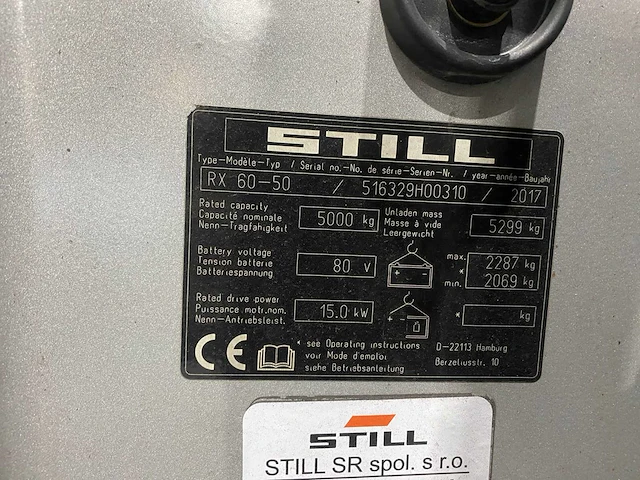 STILL
Type-Modèle-Typ / Serial no.-No. de série-Serien-Nr. / year-année-Baujahr
RX 60-50 / 516329H00310 / 2017
Rated capacity
Capacité nominale
Nenn-Tragfähigkeit
5000 kg
Unladen mass
Masse à vide
Leergewicht
5299 kg
Battery voltage
Tension batterie
Batteriespannung
80 V
+ -
max.
*
min.
2287 kg
2069 kg
Rated drive power
Puissance motr.nom.
Nenn-Antriebsleist.
15.0 kW
+ - Ü
* kg
CE
* see Operating instructions
voir Mode d'emploi
siehe Betriebsanleitung
D-22113 Hamburg
Berzeliusstr. 10
STILL
STILL SR spol. s r.o.